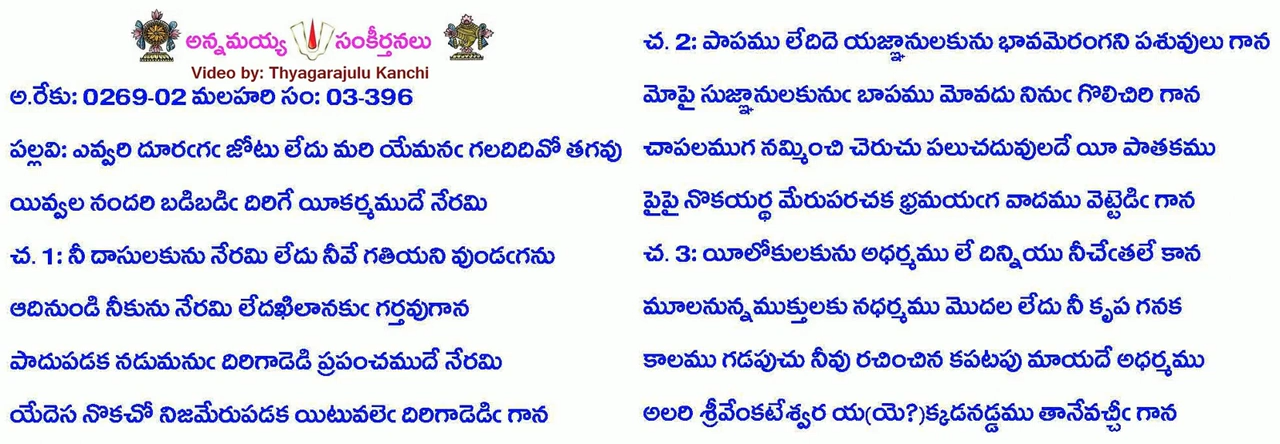 అన్నమయ్య సంకీర్తనలు
Video by: Thyagarajulu Kanchi
అ.రేకు: 0269-02 మలహరి సం: 03-396
పల్లవి: ఎవ్వరి దూరఁగఁ జోటు లేదు మరి యేమనఁ గలదిదివో తగవు
యివ్వల నందరి బడిబడిఁ దిరిగే యీకర్మముదే నేరమి
చ. 1: నీ దాసులకును నేరమి లేదు నీవే గతియని వుండఁగను
ఆదినుండి నీకును నేరమి లేదఖిలానకుఁ గర్తవుగాన
పాదుపడక నడుమనుఁ దిరిగాడెడి ప్రపంచముదే నేరమి
యేదెస నొకచో నిజమేరుపడక యిటువలెఁ దిరిగాడెడిఁ గాన
చ. 2: పాపము లేదిదె యజ్ఞానులకును భావమెరంగని పశువులు గాన
మోపై సుజ్ఞానులకునుఁ బాపము మోవదు నినుఁ గొలిచిరి గాన
చాపలముగ నమ్మించి చెరుచు పలుచదువులదే యీ పాతకము
పైపై నొకయర్థ మేరుపరచక భ్రమయఁగ వాదము వెట్టెడిఁ గాన
చ. 3: యీలోకులకును అధర్మము లే దిన్నియు నీచేఁతలే కాన
మూలనున్నముక్తులకు నధర్మము మొదల లేదు నీ కృప గనక
కాలము గడపుచు నీవు రచించిన కపటపు మాయదే అధర్మము
అలరి శ్రీవేంకటేశ్వర య(యె?)క్కడనడ్డము తానేవచ్చీఁ గాన